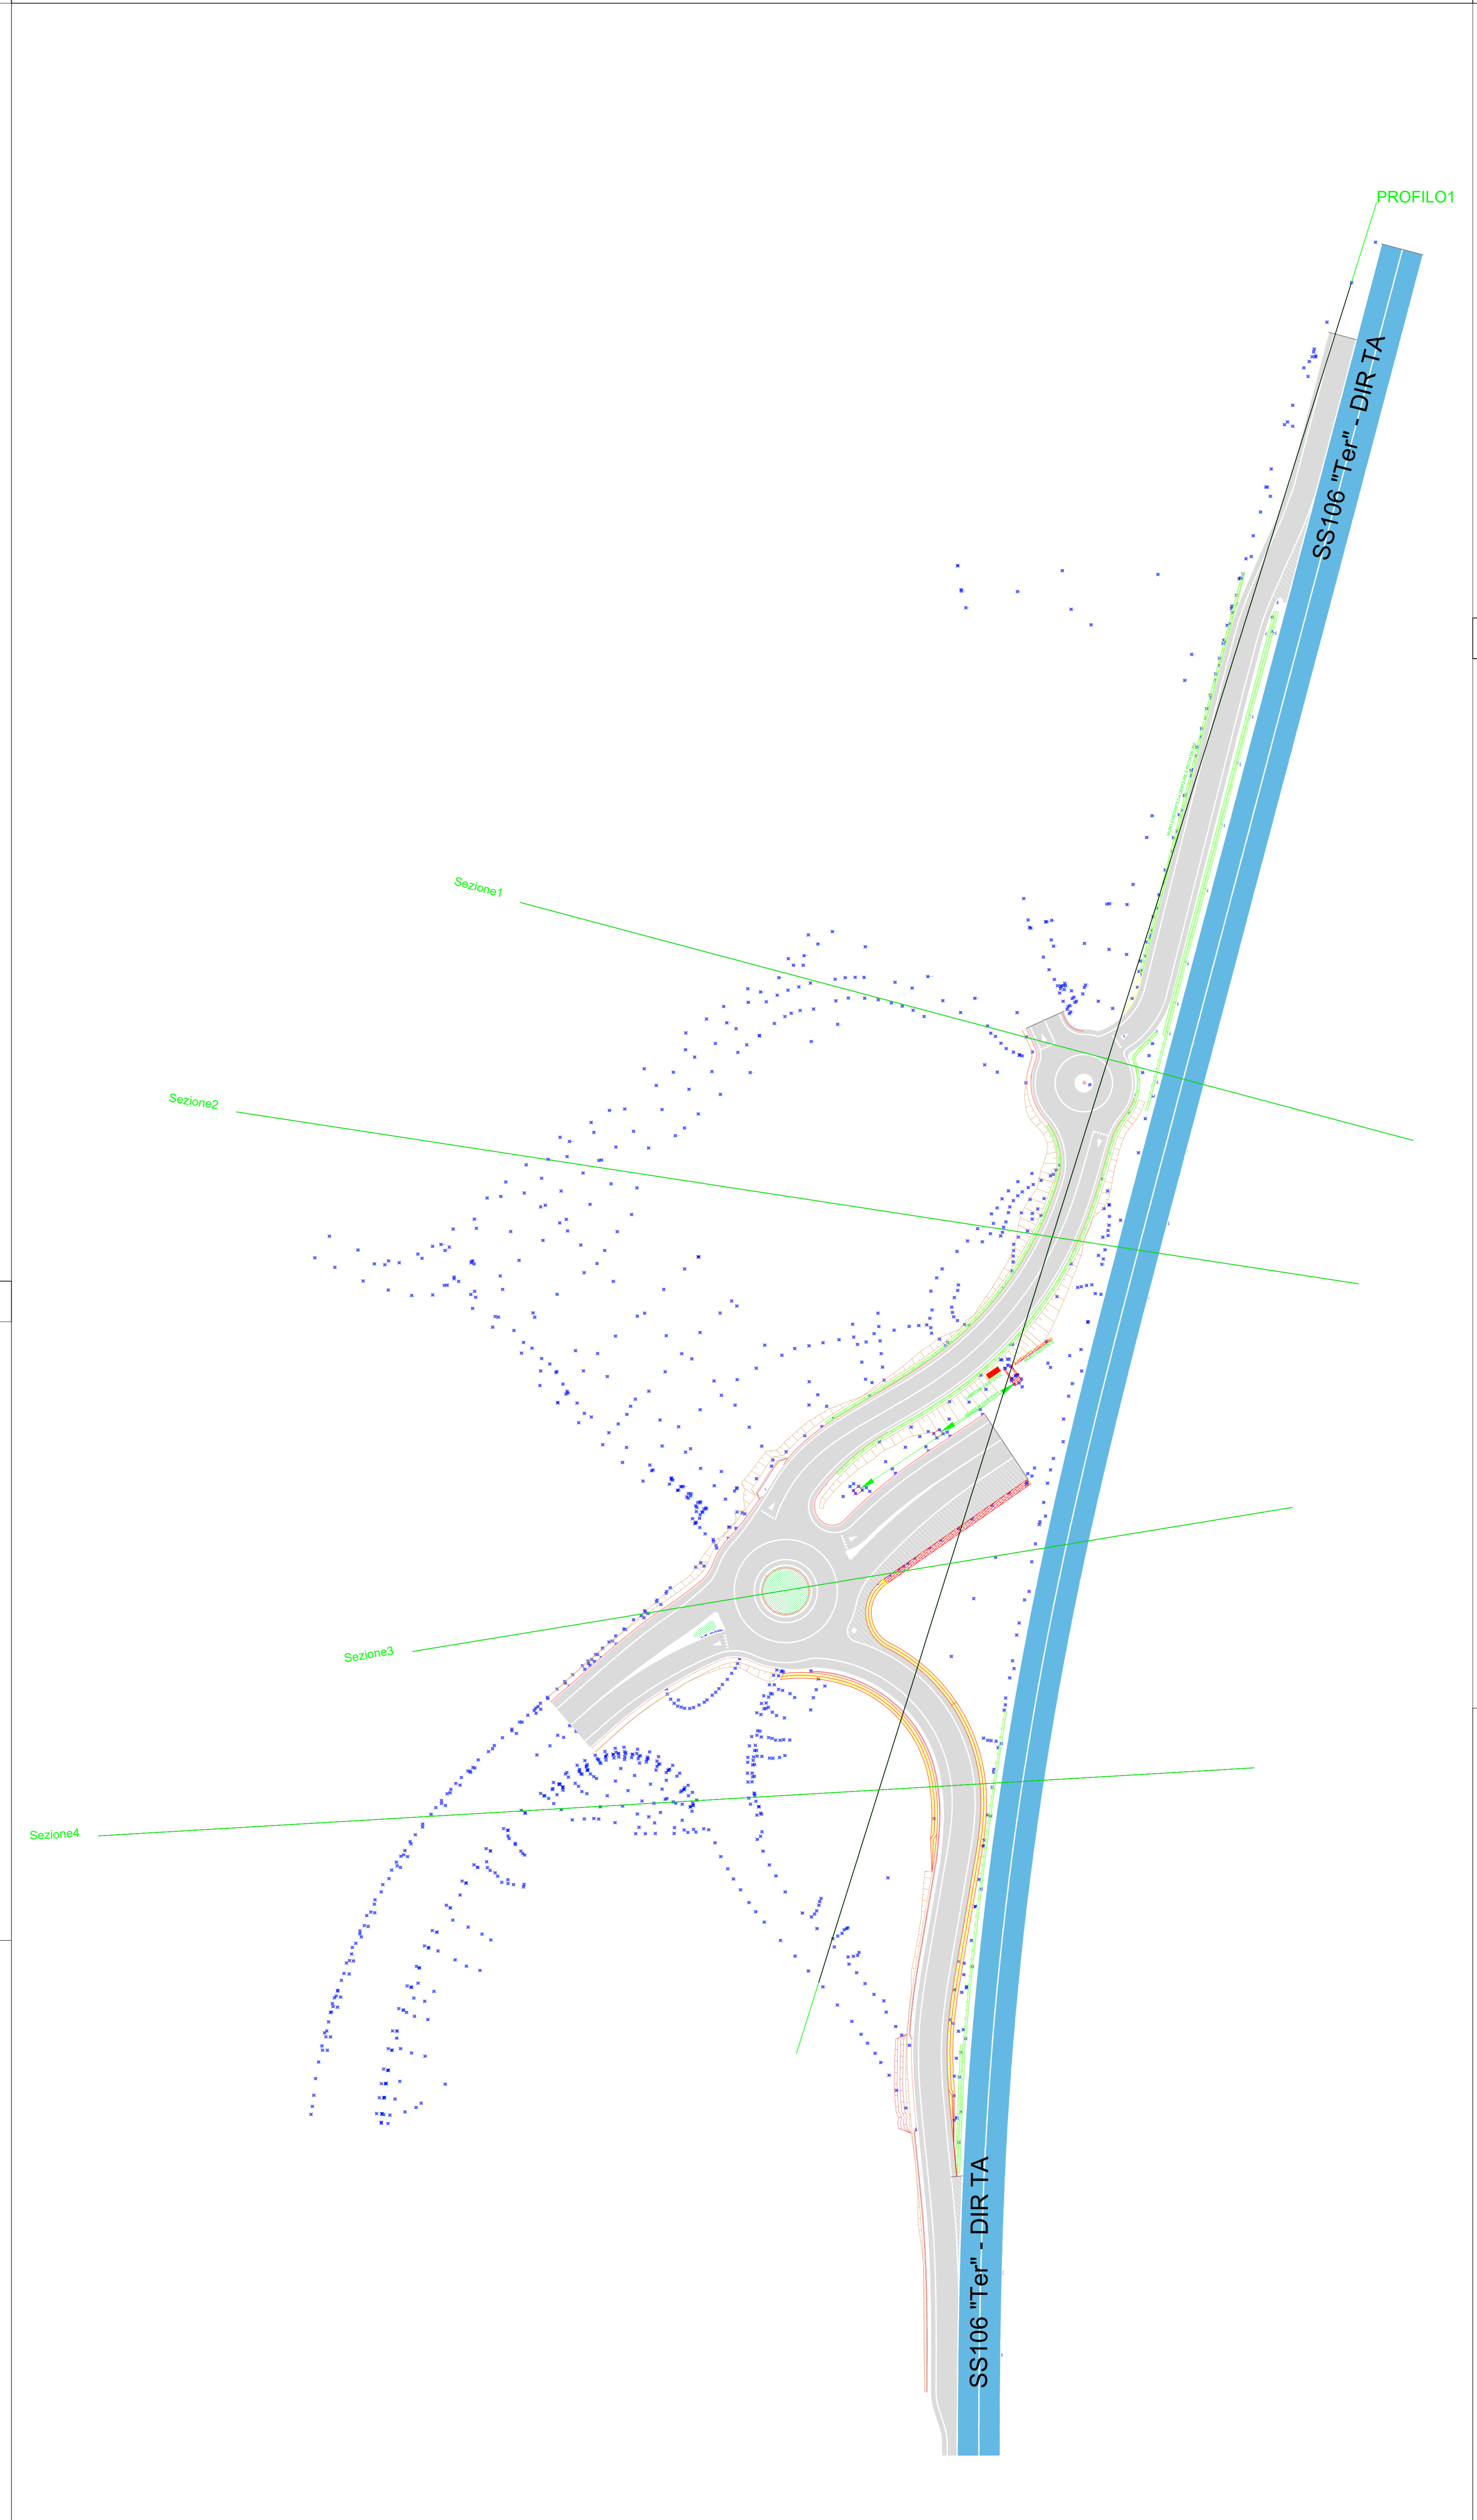 PROFILO1
SS106 "Ter" - DIR TA
Sezione1
Sezione2
Sezione3
Sezione4
SS106 "Ter" - DIR TA